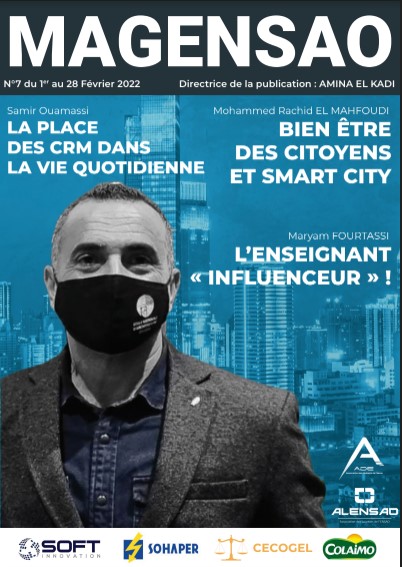 MAGENSAO
N°7 du 1er au 28 Février 2022
Directrice de la publication : AMINA EL KADI
Samir Ouamassi
LA PLACE
DES CRM DANS
LA VIE QUOTIDIENNE
Mohammed Rachid EL MAHFOUDI
BIEN ÊTRE
DES CITOYENS
ET SMART CITY
Maryam FOURTASSI
L'ENSEIGNANT
« INFLUENCEUR » !
ADE
ALENSAO
SOFT
INNOVATION
SOHAPER
CECOGEL
COLAIMO